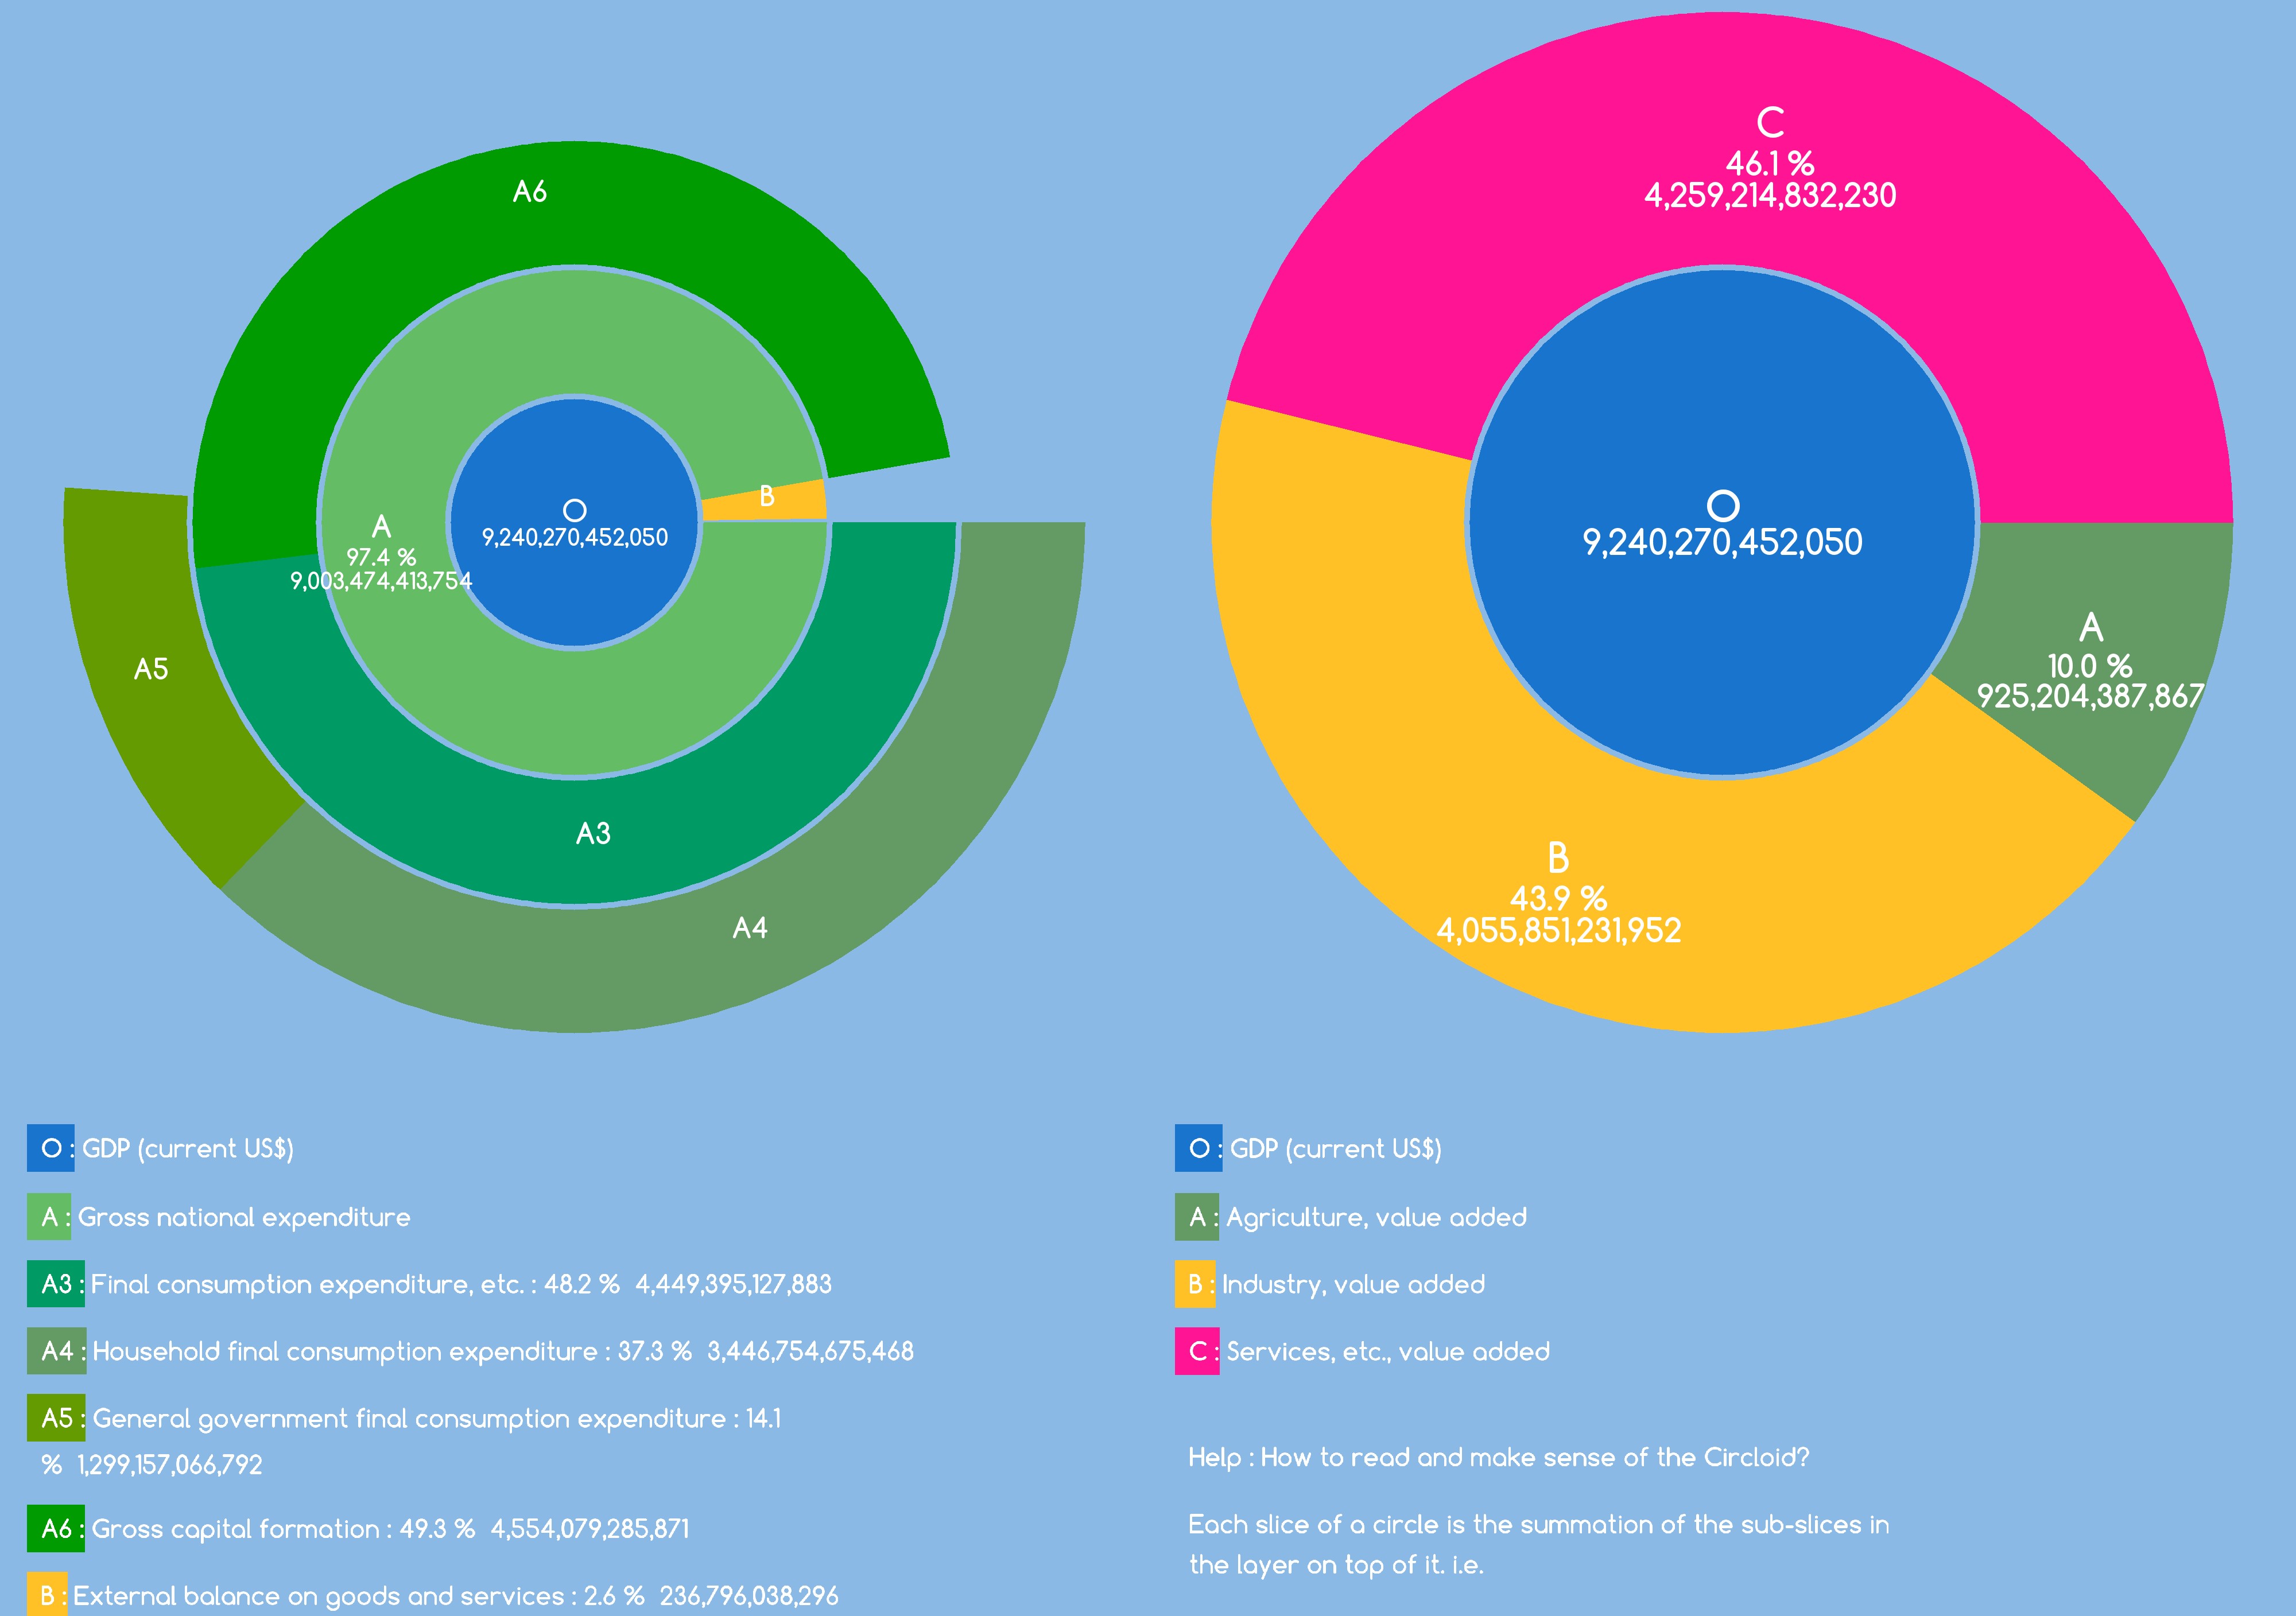 A6
A
97.4 %
9,003,474,413,754
O
9,240,270,452,050
B
A5
A3
A4
C
46.1 %
4,259,214,832,230
O
9,240,270,452,050
A
10.0 %
925,204,387,867
B
43.9 %
4,055,851,231,952
O : GDP (current US$)
A : Gross national expenditure
A3 : Final consumption expenditure, etc. : 48.2 % 4,449,395,127,883
A4 : Household final consumption expenditure : 37.3 % 3,446,754,675,468
A5 : General government final consumption expenditure : 14.1
% 1,299,157,066,792
A6 : Gross capital formation : 49.3 % 4,554,079,285,871
B : External balance on goods and services : 2.6 % 236,796,038,296
O : GDP (current US$)
A : Agriculture, value added
B : Industry, value added
C : Services, etc., value added
Help : How to read and make sense of the Circloid?
Each slice of a circle is the summation of the sub-slices in
the layer on top of it. i.e.